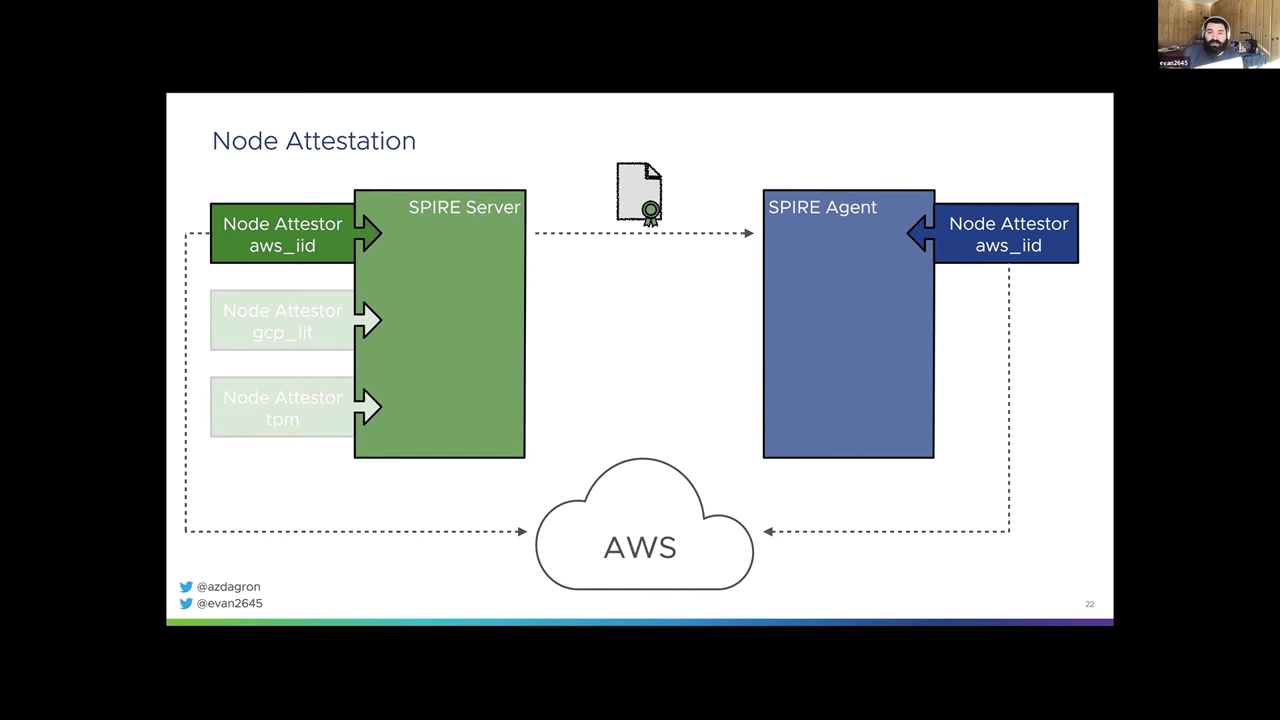 evan2645
Node Attestation
SPIRE Server
SPIRE Agent
Node Attestor
aws_iid
Node Attestor
aws_iid
Node Attestor
gcp_iit
Node Attestor
tpm
AWS
@azdagron
@evan2645
22